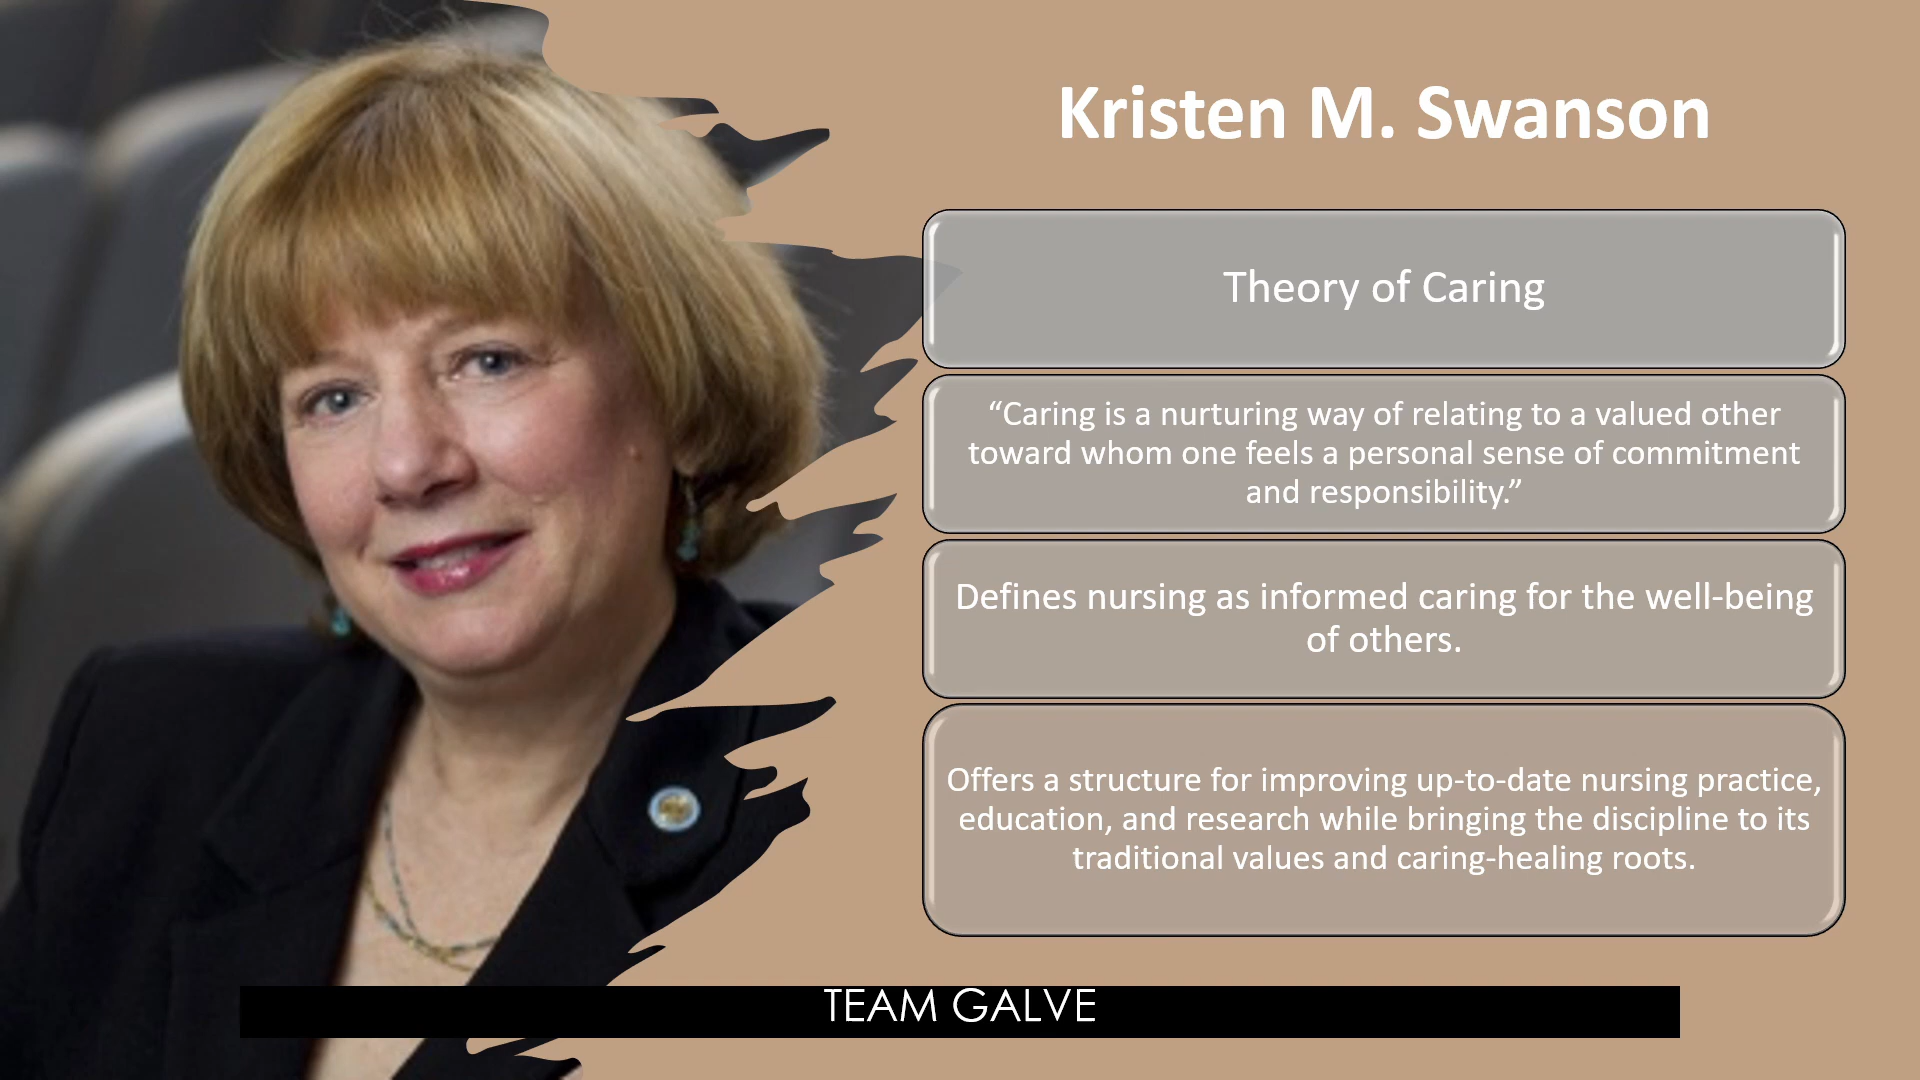 Kristen M. Swanson
Theory of Caring
“Caring is a nurturing way of relating to a valued other
toward whom one feels a personal sense of commitment
and responsibility.”
Defines nursing as informed caring for the well-being
of others.
Offers a structure for improving up-to-date nursing practice,
education, and research while bringing the discipline to its
traditional values and caring-healing roots.
TEAM GALVE